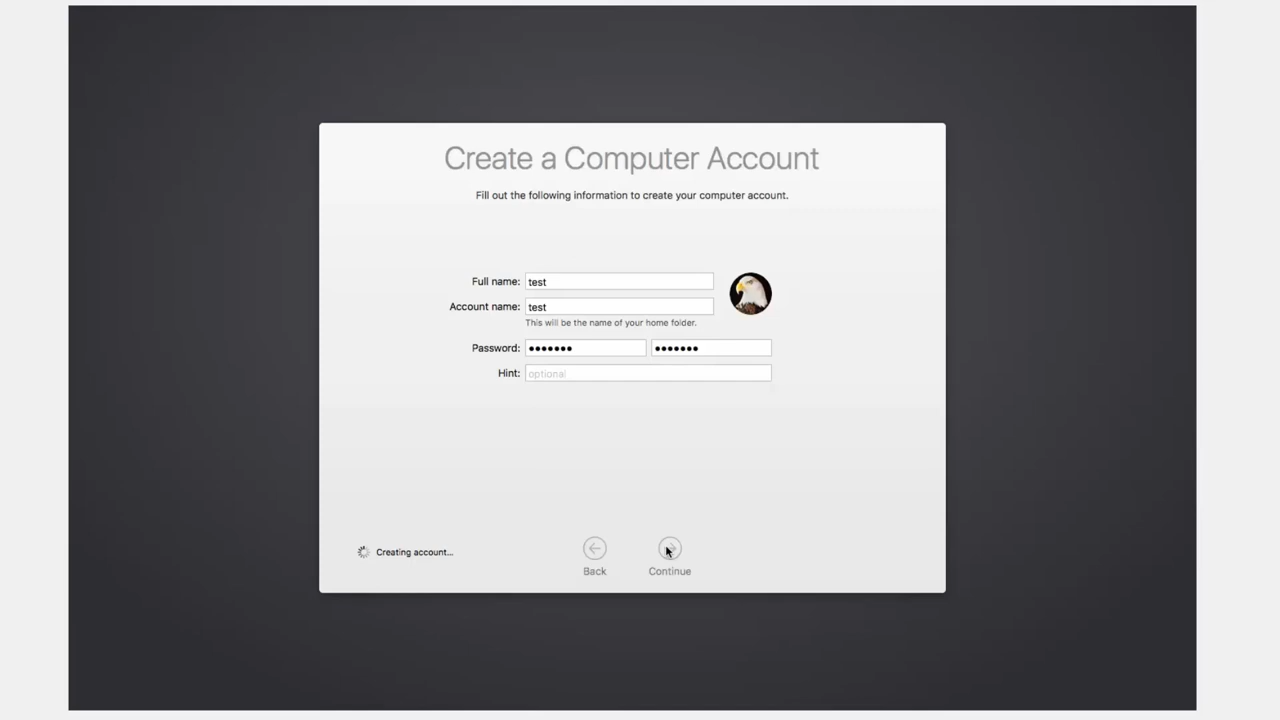 Create a Computer Account
Fill out the following information to create your computer account.
Full name: test
Account name: test
This will be the name of your home folder.
Password: ••••••• •••••••
Hint: optional
Creating account...
Back
Continue